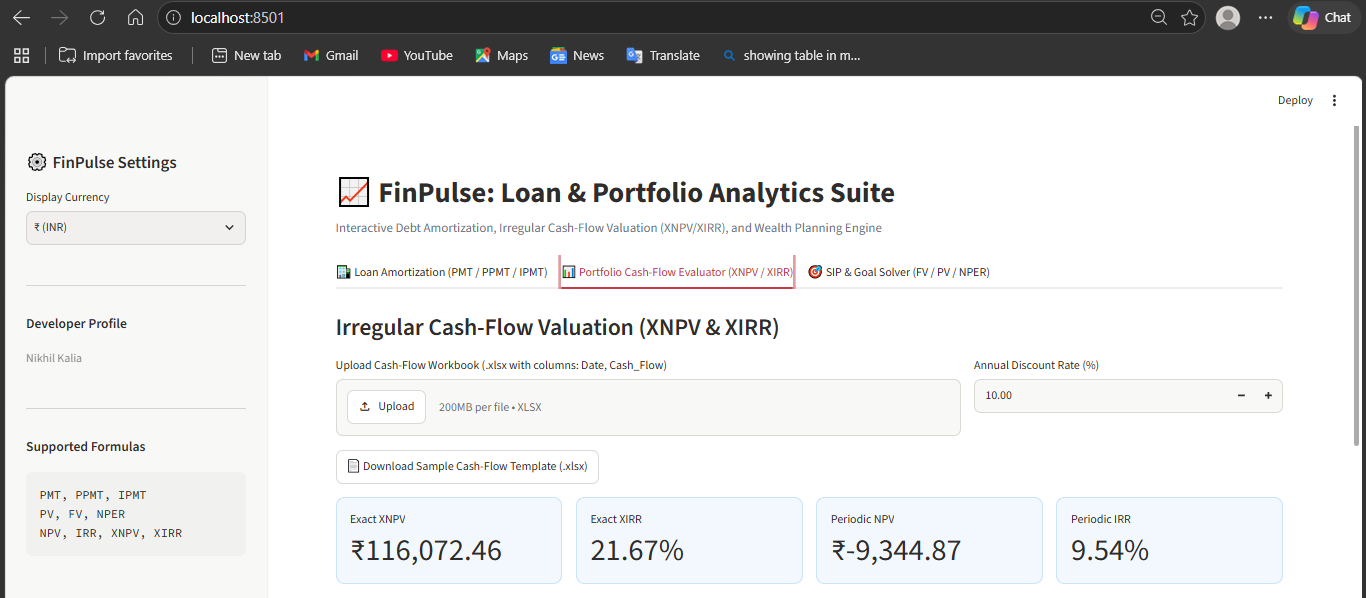 localhost:8501
Chat
Import favorites
New tab
Gmail
YouTube
Maps
News
Translate
showing table in m...
Deploy
FinPulse Settings
Display Currency
₹ (INR)
Developer Profile
Nikhil Kalia
Supported Formulas
PMT, PPMT, IPMT
PV, FV, NPER
NPV, IRR, XNPV, XIRR
FinPulse: Loan & Portfolio Analytics Suite
Interactive Debt Amortization, Irregular Cash-Flow Valuation (XNPV/XIRR), and Wealth Planning Engine
Loan Amortization (PMT / PPMT / IPMT)
Portfolio Cash-Flow Evaluator (XNPV / XIRR)
SIP & Goal Solver (FV / PV / NPER)
Irregular Cash-Flow Valuation (XNPV & XIRR)
Upload Cash-Flow Workbook (.xlsx with columns: Date, Cash_Flow)
Upload
200MB per file • XLSX
Annual Discount Rate (%)
10.00
Download Sample Cash-Flow Template (.xlsx)
Exact XNPV
₹116,072.46
Exact XIRR
21.67%
Periodic NPV
₹-9,344.87
Periodic IRR
9.54%